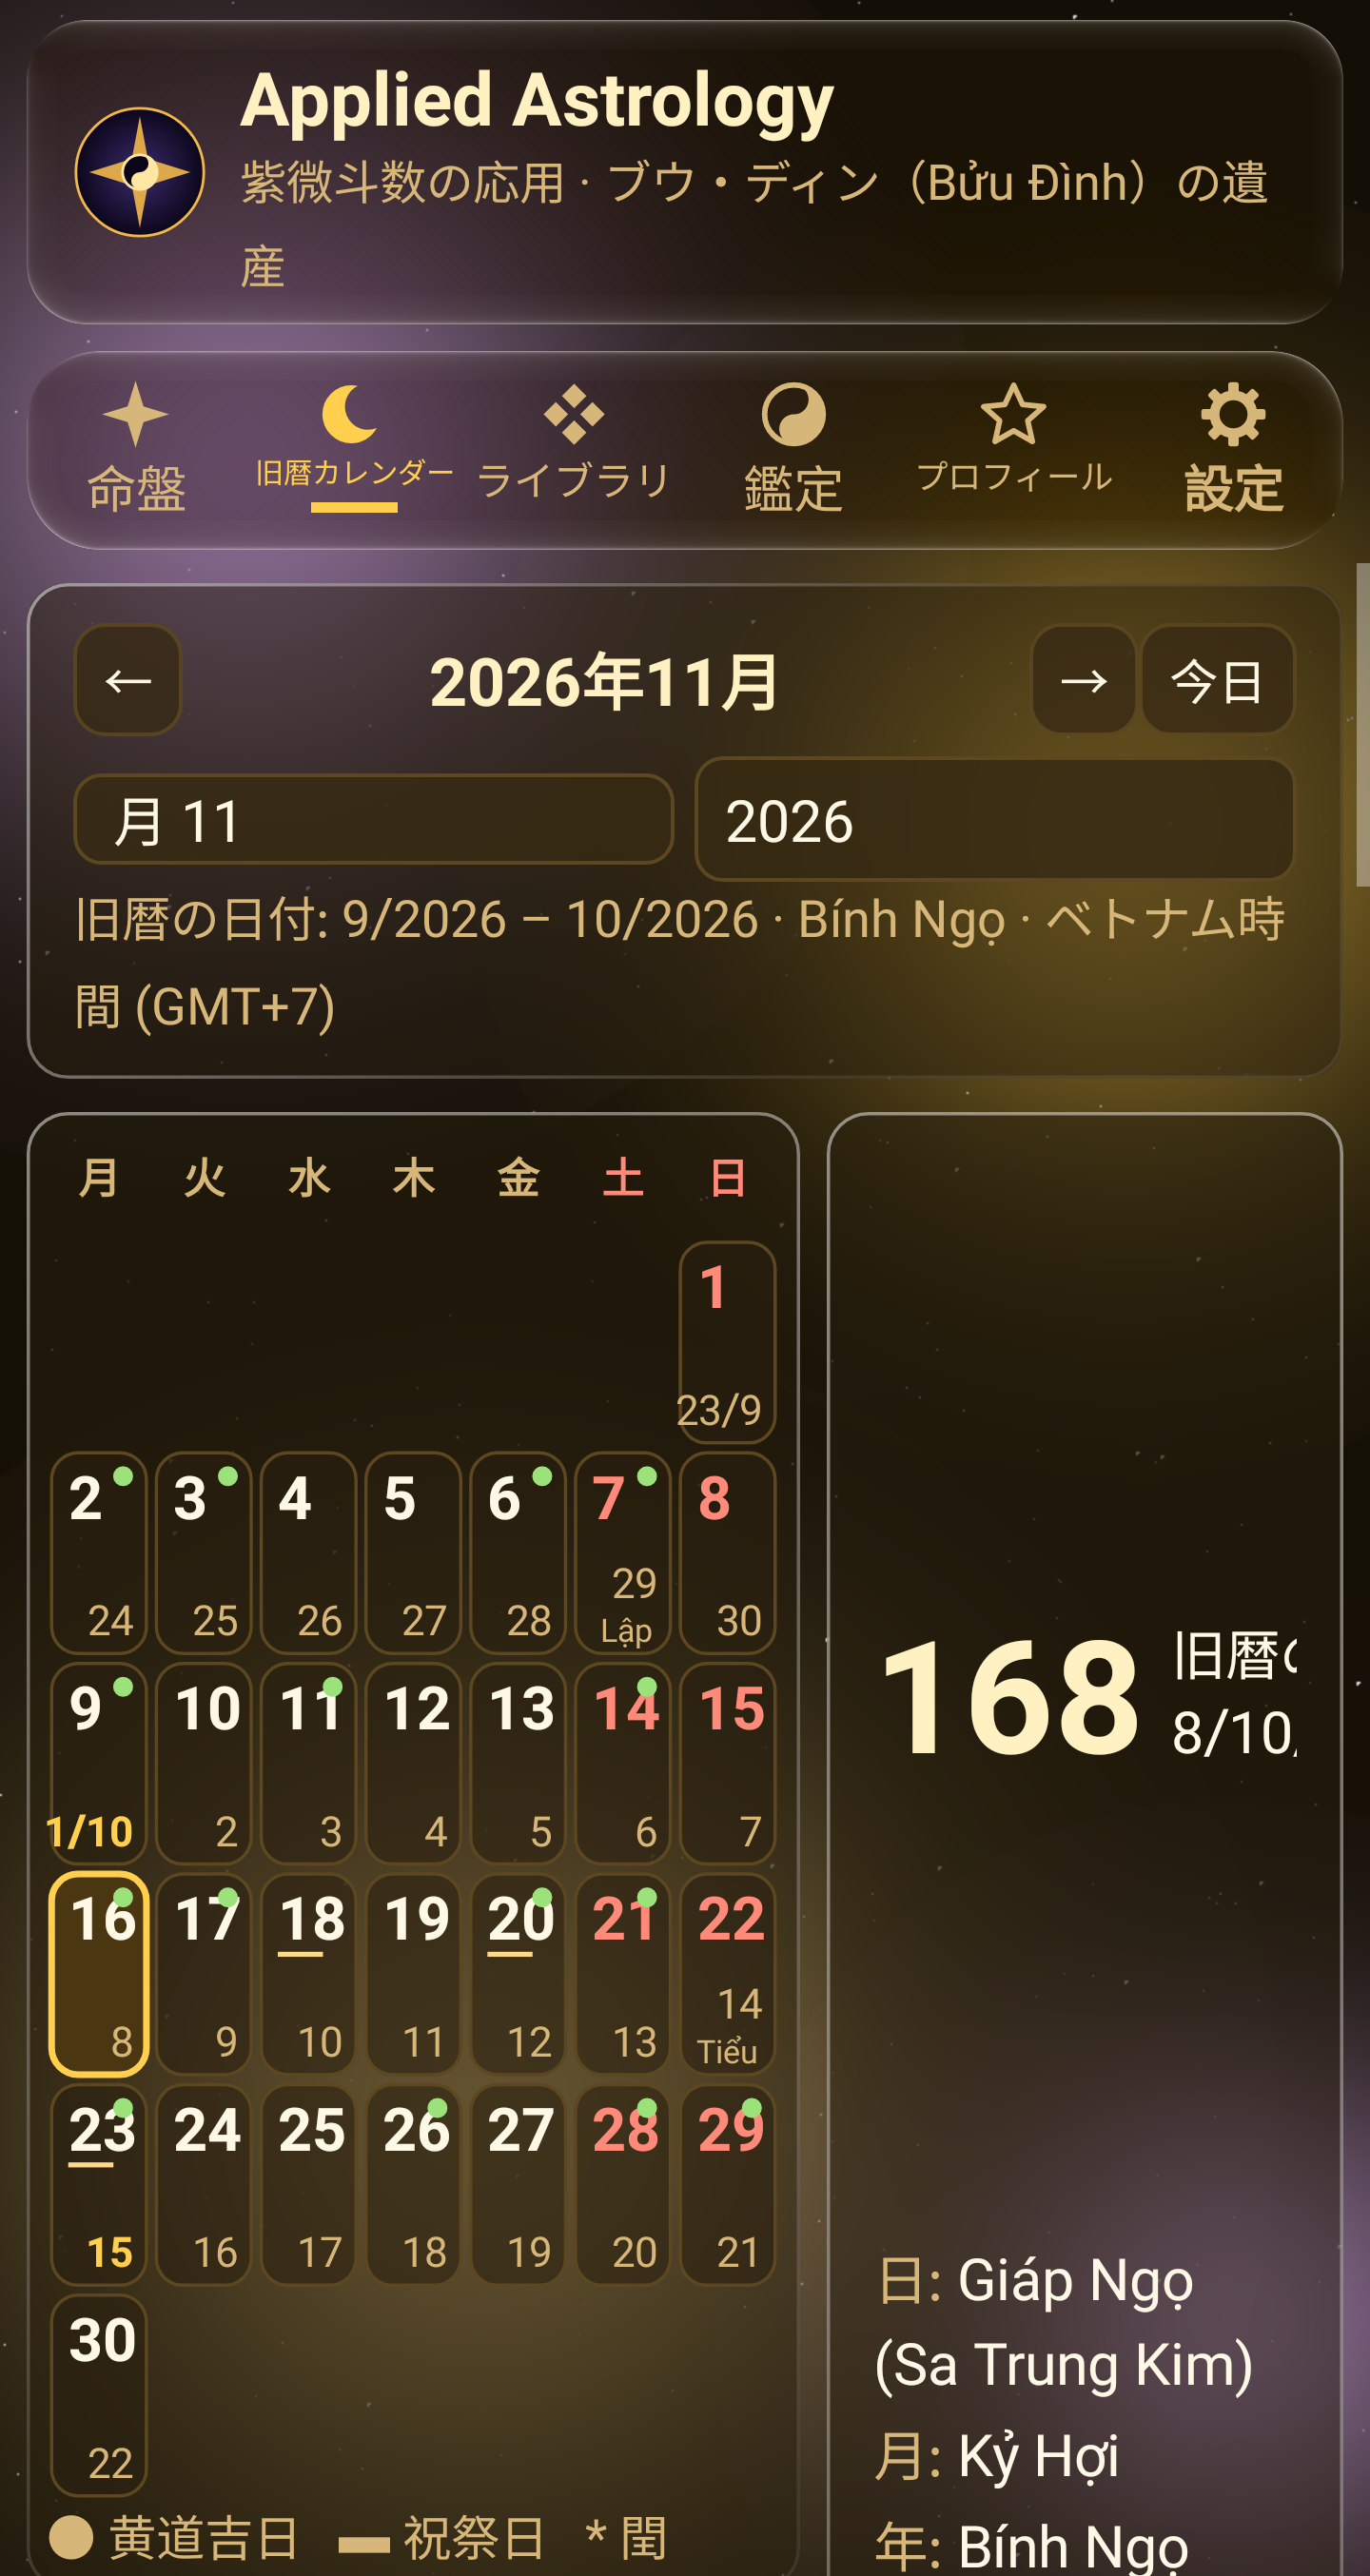 Applied Astrology
紫微斗数の応用 · ブウ・ディン（Bửu Đình）の遺
産
命盤 旧暦カレンダー ライブラリ 鑑定 プロフィール 設定
← 2026年11月 → 今日
月 11 2026
旧暦の日付: 9/2026 – 10/2026 · Bính Ngọ · ベトナム時
間 (GMT+7)
月 火 水 木 金 土 日
1
23/9
2 3 4 5 6 7 8
24 25 26 27 28 29 30
Lập
9 10 11 12 13 14 15
1/10 2 3 4 5 6 7
16 17 18 19 20 21 22
8 9 10 11 12 13 14
Tiểu
23 24 25 26 27 28 29
15 16 17 18 19 20 21
30
22
黄道吉日 祝祭日 * 閏
168 旧暦
8/10
日: Giáp Ngọ
(Sa Trung Kim)
月: Kỷ Hợi
年: Bính Ngọ